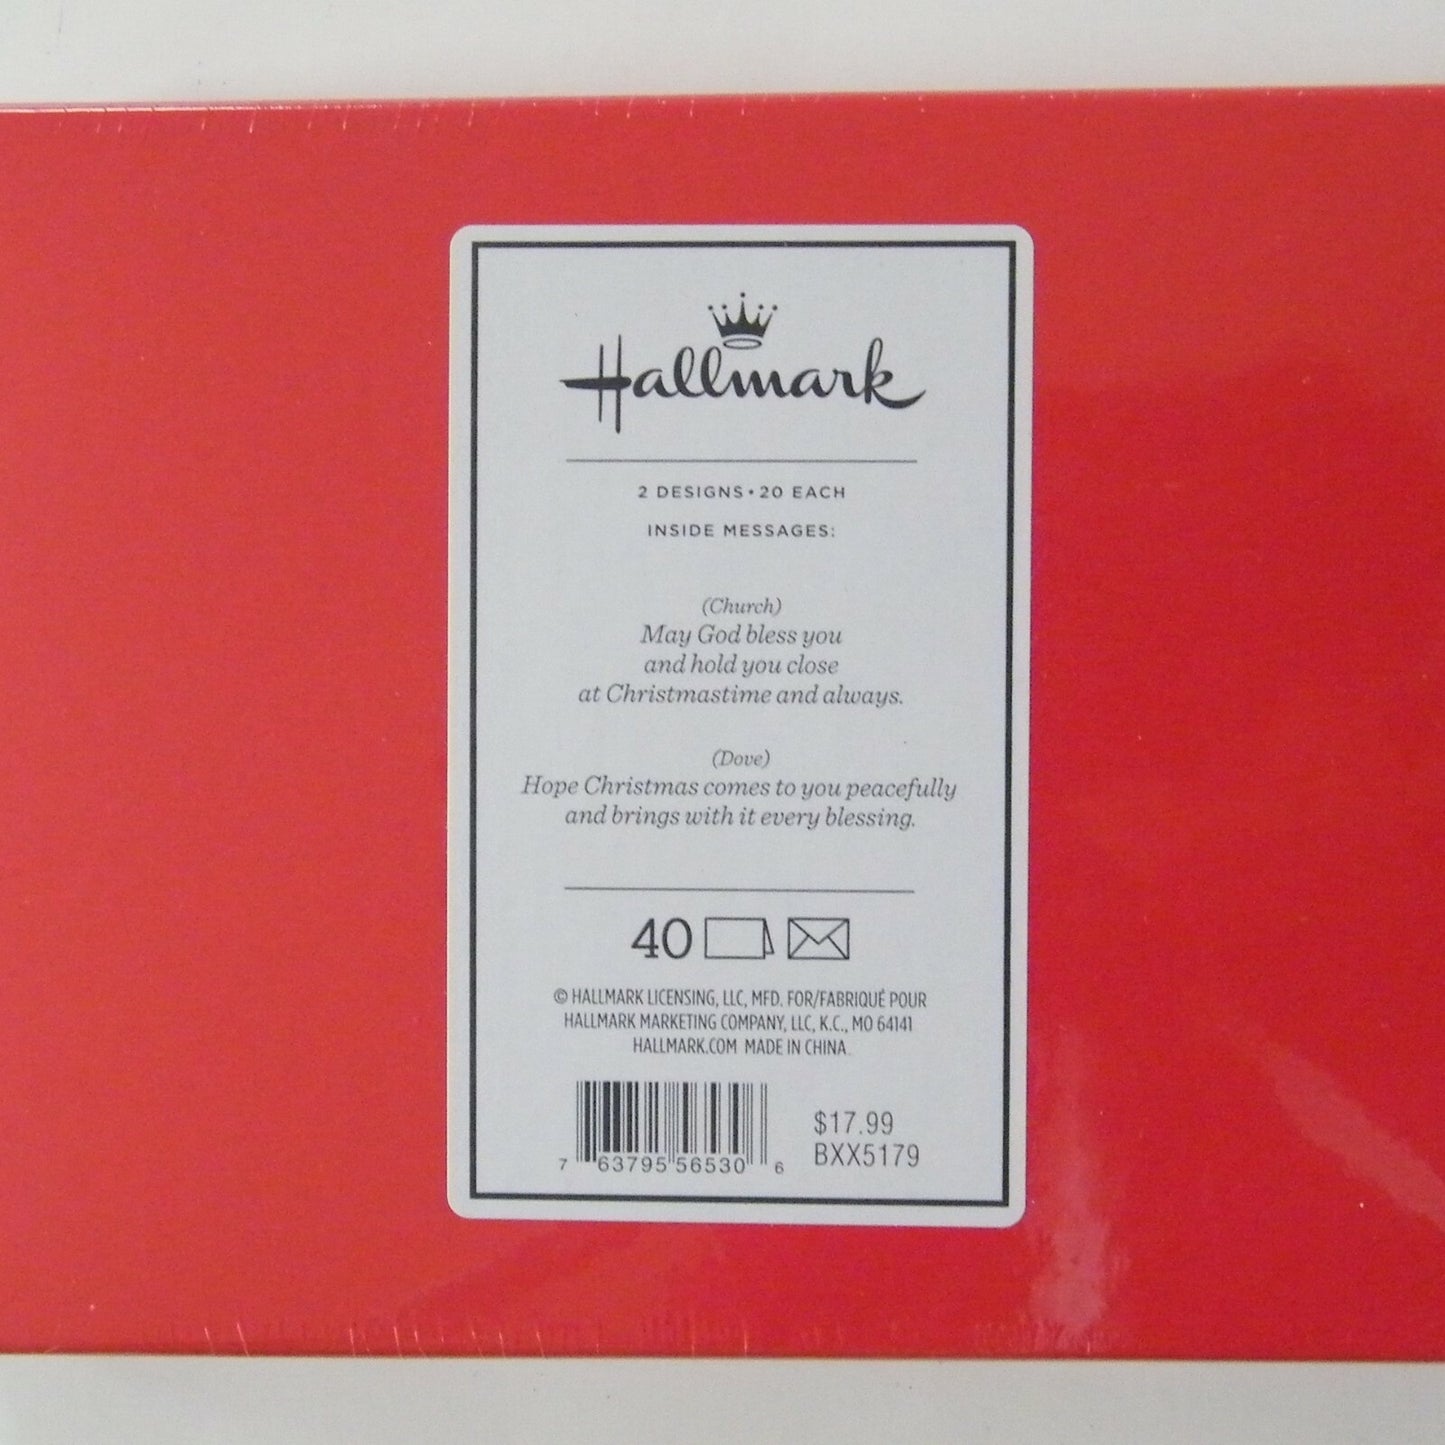 Hallmark
2 DESIGNS • 20 EACH
INSIDE MESSAGES:
(Church)
May God bless you
and hold you close
at Christmastime and always.
(Dove)
Hope Christmas comes to you peacefully
and brings with it every blessing.
40
© HALLMARK LICENSING, LLC, MFD. FOR/FABRIQUÉ POUR
HALLMARK MARKETING COMPANY, LLC, K.C., MO 64141
HALLMARK.COM MADE IN CHINA
$17.99
BXX5179
7 63795 56530 6